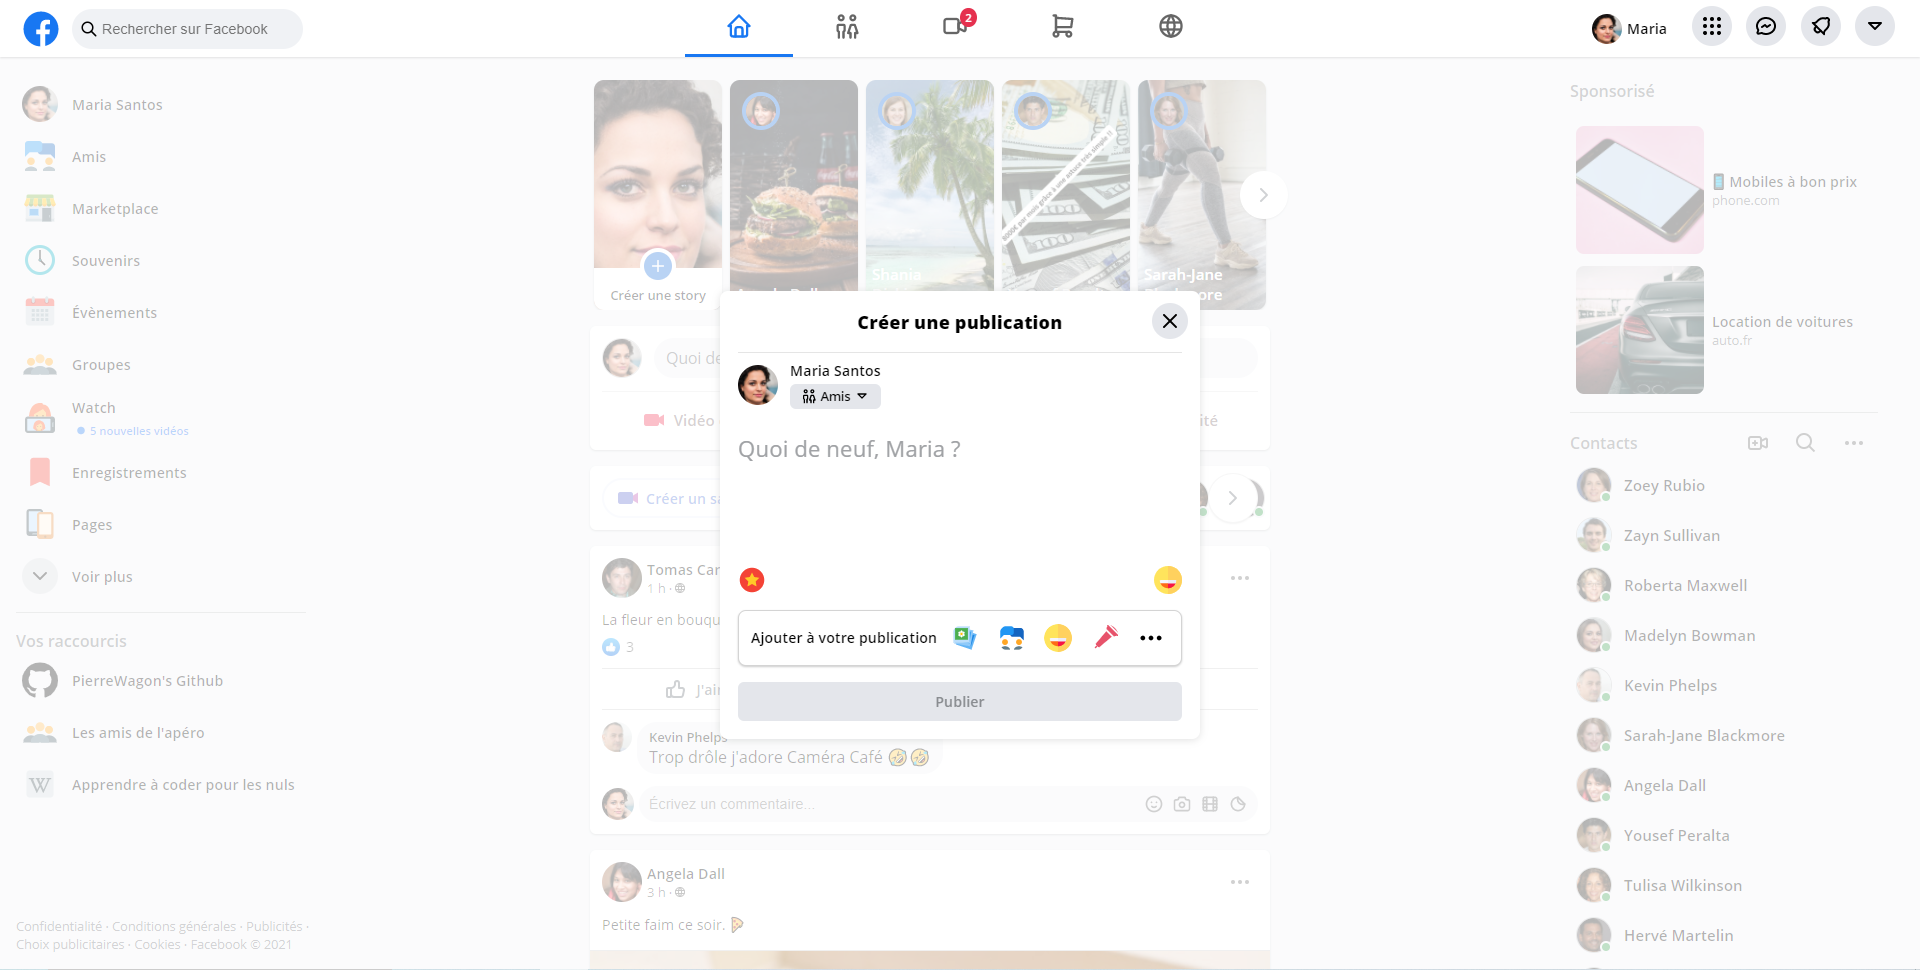 Rechercher sur Facebook
2
Maria
Maria Santos
Amis
Marketplace
Souvenirs
Évènements
Groupes
Watch
5 nouvelles vidéos
Enregistrements
Pages
Voir plus
Vos raccourcis
PierreWagon's Github
Les amis de l'apéro
Apprendre à coder pour les nuls
Confidentialité · Conditions générales · Publicités ·
Choix publicitaires · Cookies · Facebook © 2021
Créer une story
Shania
Sarah-Jane
Quoi de
Vidéo
ité
Créer un sa
Créer une publication
Maria Santos
Amis
Quoi de neuf, Maria ?
Ajouter à votre publication
Publier
Tomas Car
1 h ·
La fleur en bouqu
3
J'ai
Kevin Phelps
Trop drôle j'adore Caméra Café 🤣🤣
Écrivez un commentaire...
Angela Dall
3 h ·
Petite faim ce soir. 🍕
Sponsorisé
📱 Mobiles à bon prix
phone.com
Location de voitures
auto.fr
Contacts
Zoey Rubio
Zayn Sullivan
Roberta Maxwell
Madelyn Bowman
Kevin Phelps
Sarah-Jane Blackmore
Angela Dall
Yousef Peralta
Tulisa Wilkinson
Hervé Martelin